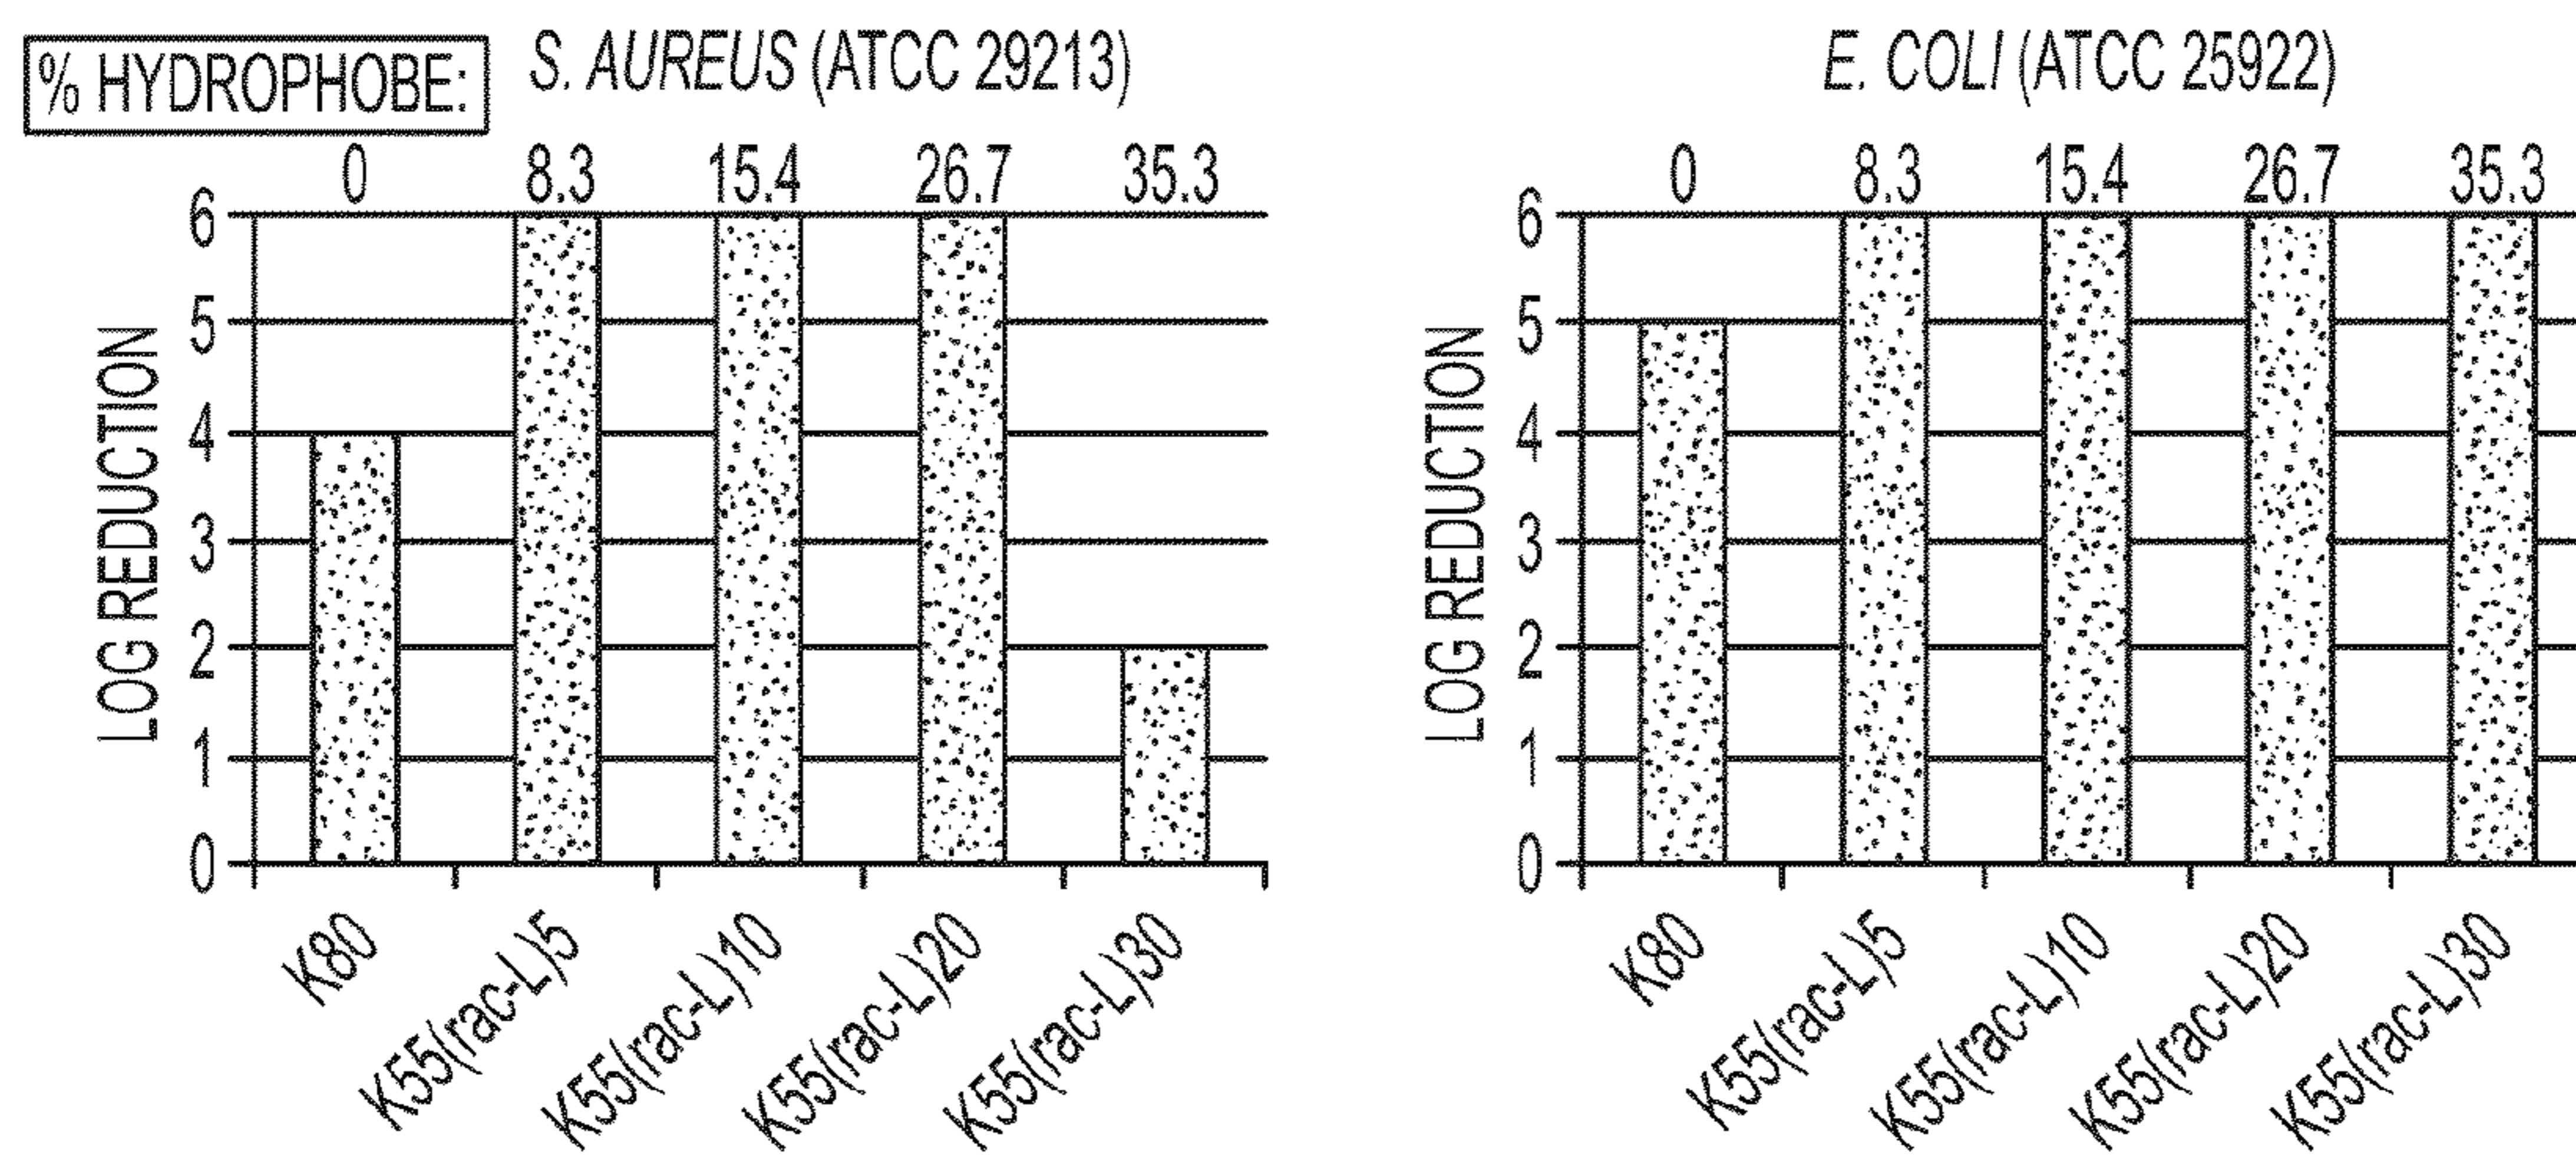 % HYDROPHOBE:
S. AUREUS (ATCC 29213)
0 8.3 15.4 26.7 35.3
6
5
4
3
2
1
0
LOG REDUCTION
K80
K55(rac-L)5
K55(rac-L)10
K55(rac-L)20
K55(rac-L)30
E. COLI (ATCC 25922)
0 8.3 15.4 26.7 35.3
6
5
4
3
2
1
0
LOG REDUCTION
K80
K55(rac-L)5
K55(rac-L)10
K55(rac-L)20
K55(rac-L)30